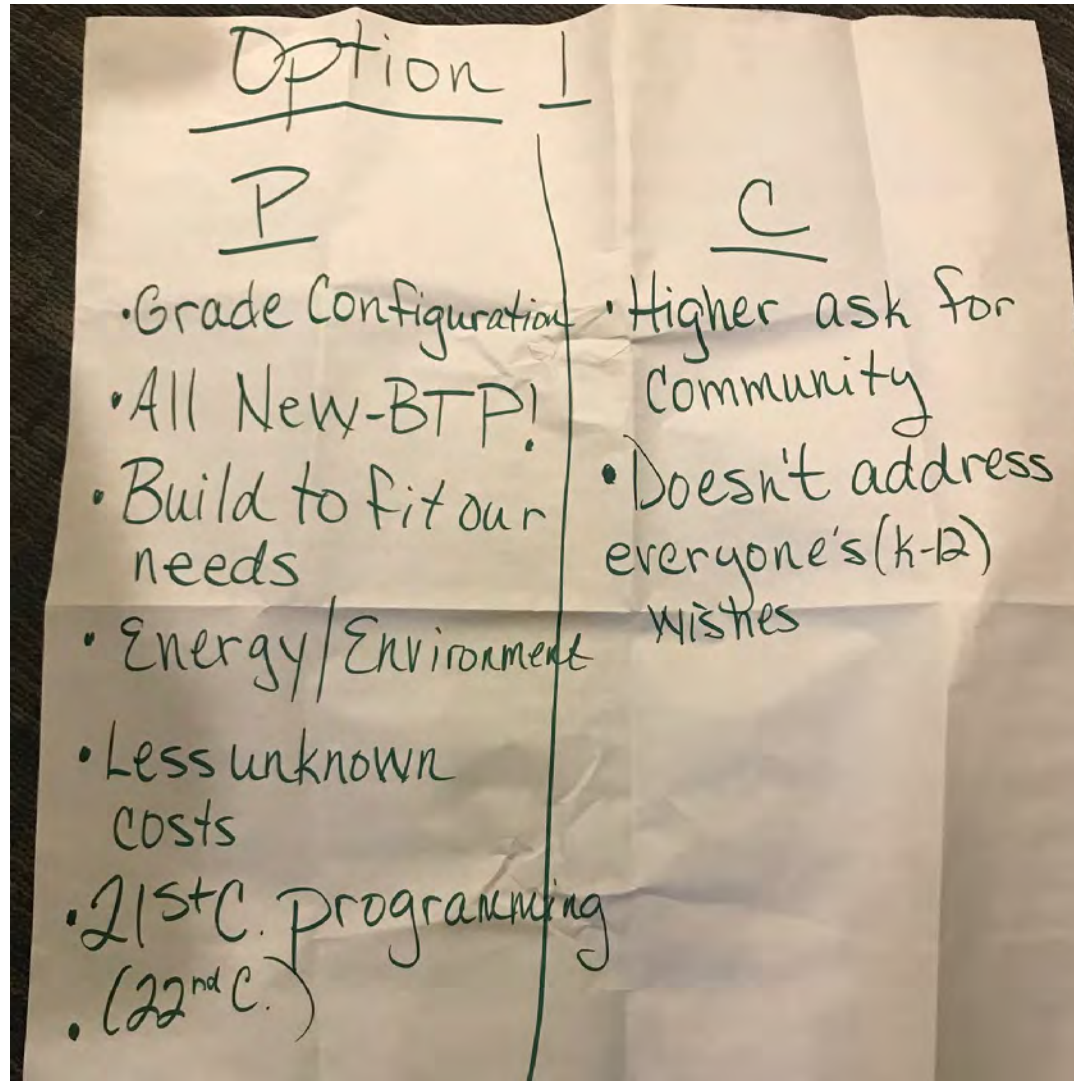 Option 1
P
• Grade Configuration
• All New-BTP!
• Build to fit our
needs
• Energy/Environment
• Less unknown
costs
• 21st C. programming
• (22nd C.)
C
• Higher ask for
Community
• Doesn't address
everyone's (K-12)
wishes